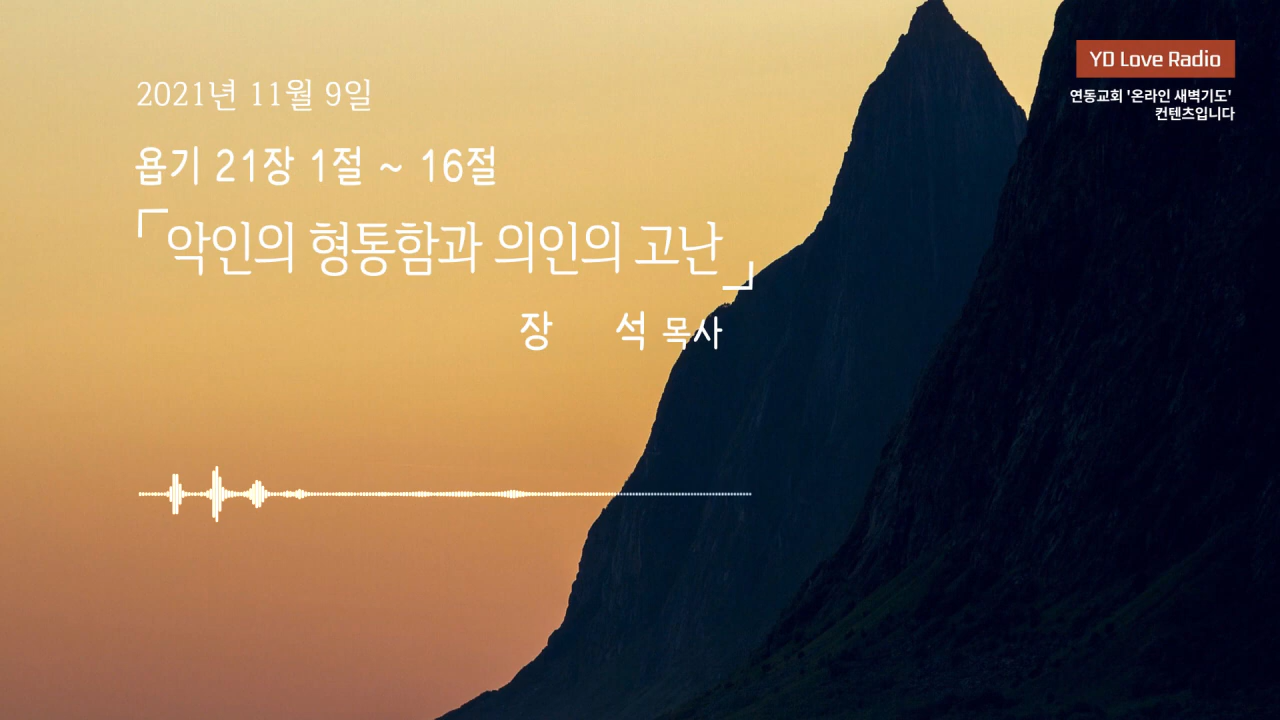 2021년 11월 9일
욥기 21장 1절 ~ 16절
「악인의 형통함과 의인의 고난」
장 석 목사
YD Love Radio
연동교회 '온라인 새벽기도'
컨텐츠입니다